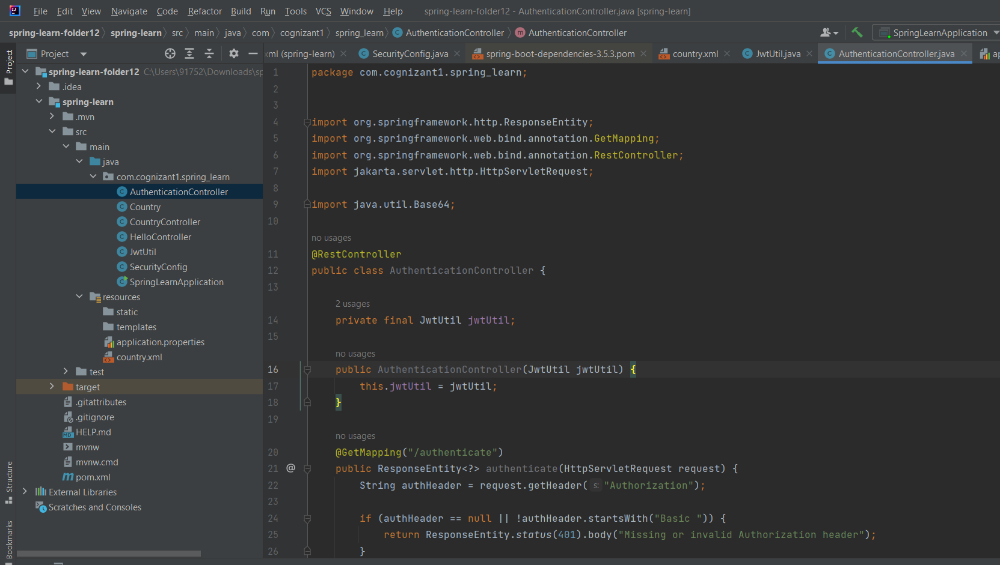 File Edit View Navigate Code Refactor Build Run Tools VCS Window Help spring-learn-folder12 - AuthenticationController.java [spring-learn]
spring-learn-folder12 spring-learn src main java com cognizant1 spring_learn AuthenticationController AuthenticationController SpringLearnApplication
Project
xml (spring-learn) SecurityConfig.java spring-boot-dependencies-3.5.3.pom country.xml JwtUtil.java AuthenticationController.java ap
Project
Structure
Bookmarks
spring-learn-folder12 C:\Users\91752\Downloads\sp
.idea
spring-learn
.mvn
src
main
java
com.cognizant1.spring_learn
AuthenticationController
Country
CountryController
HelloController
JwtUtil
SecurityConfig
SpringLearnApplication
resources
static
templates
application.properties
country.xml
test
target
.gitattributes
.gitignore
HELP.md
mvnw
mvnw.cmd
pom.xml
External Libraries
Scratches and Consoles
1 package com.cognizant1.spring_learn;
2
3
4 import org.springframework.http.ResponseEntity;
5 import org.springframework.web.bind.annotation.GetMapping;
6 import org.springframework.web.bind.annotation.RestController;
7 import jakarta.servlet.http.HttpServletRequest;
8
9 import java.util.Base64;
10
no usages
11 @RestController
12 public class AuthenticationController {
13
2 usages
14 private final JwtUtil jwtUtil;
15
no usages
16 public AuthenticationController(JwtUtil jwtUtil) {
17 this.jwtUtil = jwtUtil;
18 }
19
no usages
20 @GetMapping("/authenticate")
21 @ public ResponseEntity<?> authenticate(HttpServletRequest request) {
22 String authHeader = request.getHeader( s: "Authorization");
23
24 if (authHeader == null || !authHeader.startsWith("Basic ")) {
25 return ResponseEntity.status(401).body("Missing or invalid Authorization header");
26 }